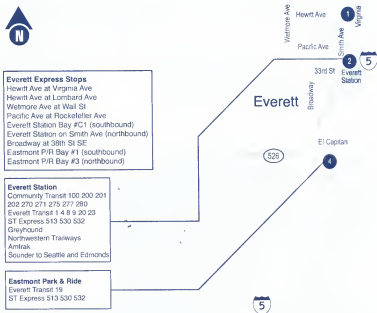 N
Hewitt Ave
1
Virginia
Wetmore Ave
Pacific Ave
Smith Ave
2
5
33rd St
Everett
Station
Everett
Broadway
El Capitan
526
4
Everett Express Stops
Hewitt Ave at Virginia Ave
Hewitt Ave at Lombard Ave
Wetmore Ave at Wall St
Pacific Ave at Rockefeller Ave
Everett Station Bay #C1 (southbound)
Everett Station on Smith Ave (northbound)
Broadway at 38th St SE
Eastmont P/R Bay #1 (southbound)
Eastmont P/R Bay #3 (northbound)
Everett Station
Community Transit 100 200 201
202 270 271 275 277 280
Everett Transit 1 4 8 9 20 23
ST Express 513 530 532
Greyhound
Northwestern Trailways
Amtrak
Sounder to Seattle and Edmonds
Eastmont Park & Ride
Everett Transit 19
ST Express 513 530 532
5